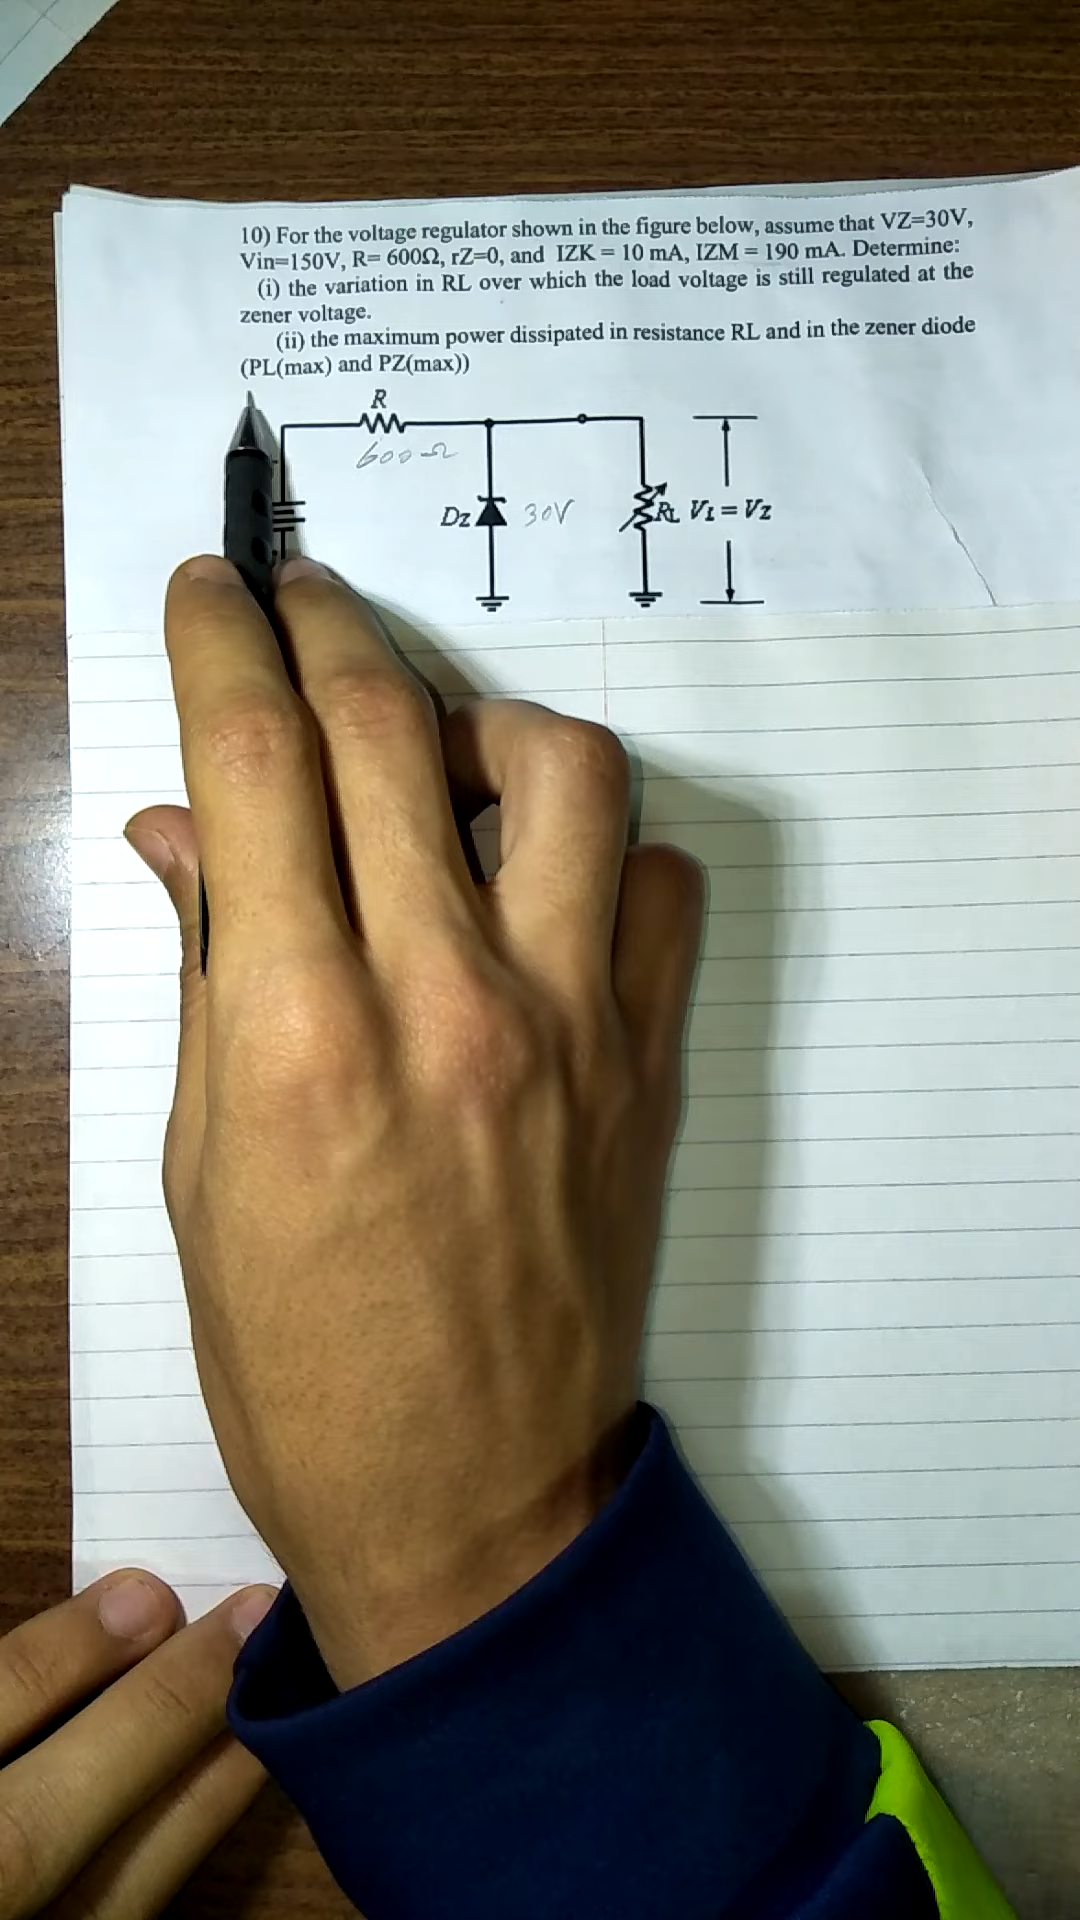 10) For the voltage regulator shown in the figure below, assume that VZ=30V,
Vin=150V, R= 600Ω, rZ=0, and IZK = 10 mA, IZM = 190 mA. Determine:
(i) the variation in RL over which the load voltage is still regulated at the
zener voltage.
(ii) the maximum power dissipated in resistance RL and in the zener diode
(PL(max) and PZ(max))
R
600Ω
DZ 30V RL VL = VZ